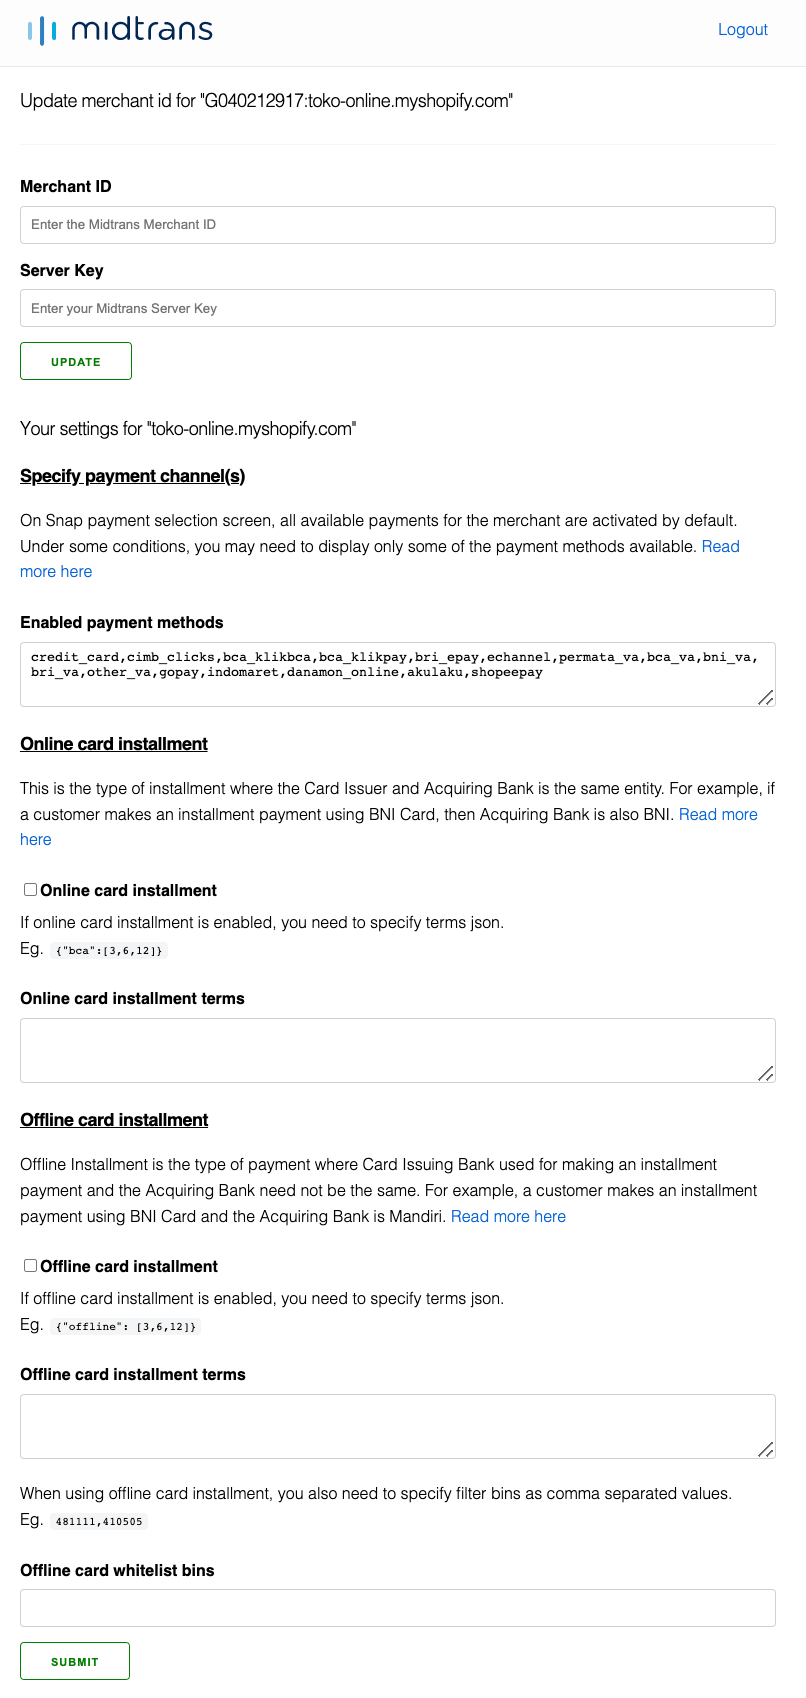 midtrans
Logout
Update merchant id for "G040212917:toko-online.myshopify.com"
Merchant ID
Enter the Midtrans Merchant ID
Server Key
Enter your Midtrans Server Key
UPDATE
Your settings for "toko-online.myshopify.com"
Specify payment channel(s)
On Snap payment selection screen, all available payments for the merchant are activated by default.
Under some conditions, you may need to display only some of the payment methods available. Read
more here
Enabled payment methods
credit_card,cimb_clicks,bca_klikbca,bca_klikpay,bri_epay,echannel,permata_va,bca_va,bni_va,
bri_va,other_va,gopay,indomaret,danamon_online,akulaku,shopeepay
Online card installment
This is the type of installment where the Card Issuer and Acquiring Bank is the same entity. For example, if
a customer makes an installment payment using BNI Card, then Acquiring Bank is also BNI. Read more
here
Online card installment
If online card installment is enabled, you need to specify terms json.
Eg. {"bca":[3,6,12]}
Online card installment terms
Offline card installment
Offline Installment is the type of payment where Card Issuing Bank used for making an installment
payment and the Acquiring Bank need not be the same. For example, a customer makes an installment
payment using BNI Card and the Acquiring Bank is Mandiri. Read more here
Offline card installment
If offline card installment is enabled, you need to specify terms json.
Eg. {"offline": [3,6,12]}
Offline card installment terms
When using offline card installment, you also need to specify filter bins as comma separated values.
Eg. 481111,410505
Offline card whitelist bins
SUBMIT